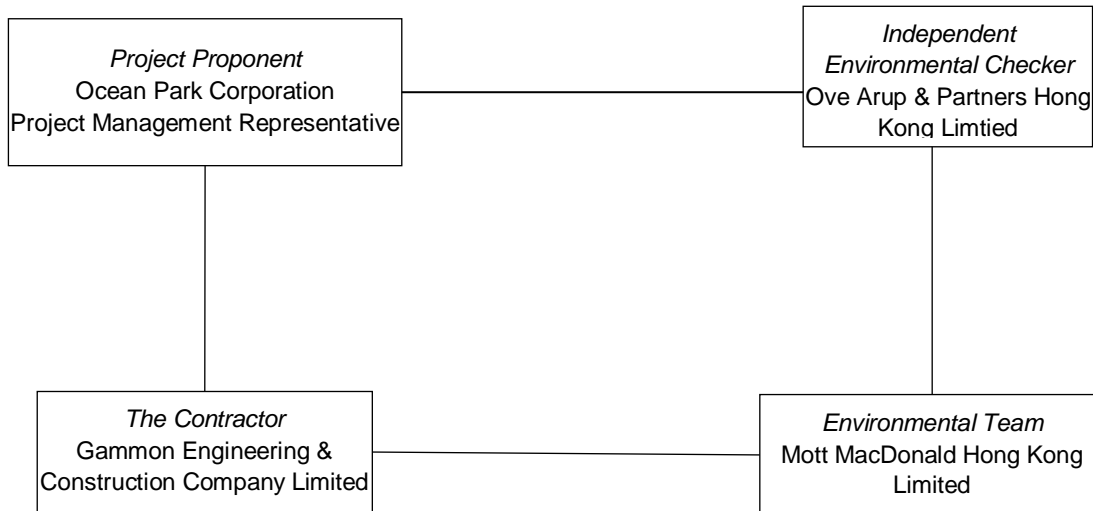 Project Proponent
Ocean Park Corporation
Project Management Representative
Independent
Environmental Checker
Ove Arup & Partners Hong
Kong Limtied
The Contractor
Gammon Engineering &
Construction Company Limited
Environmental Team
Mott MacDonald Hong Kong
Limited